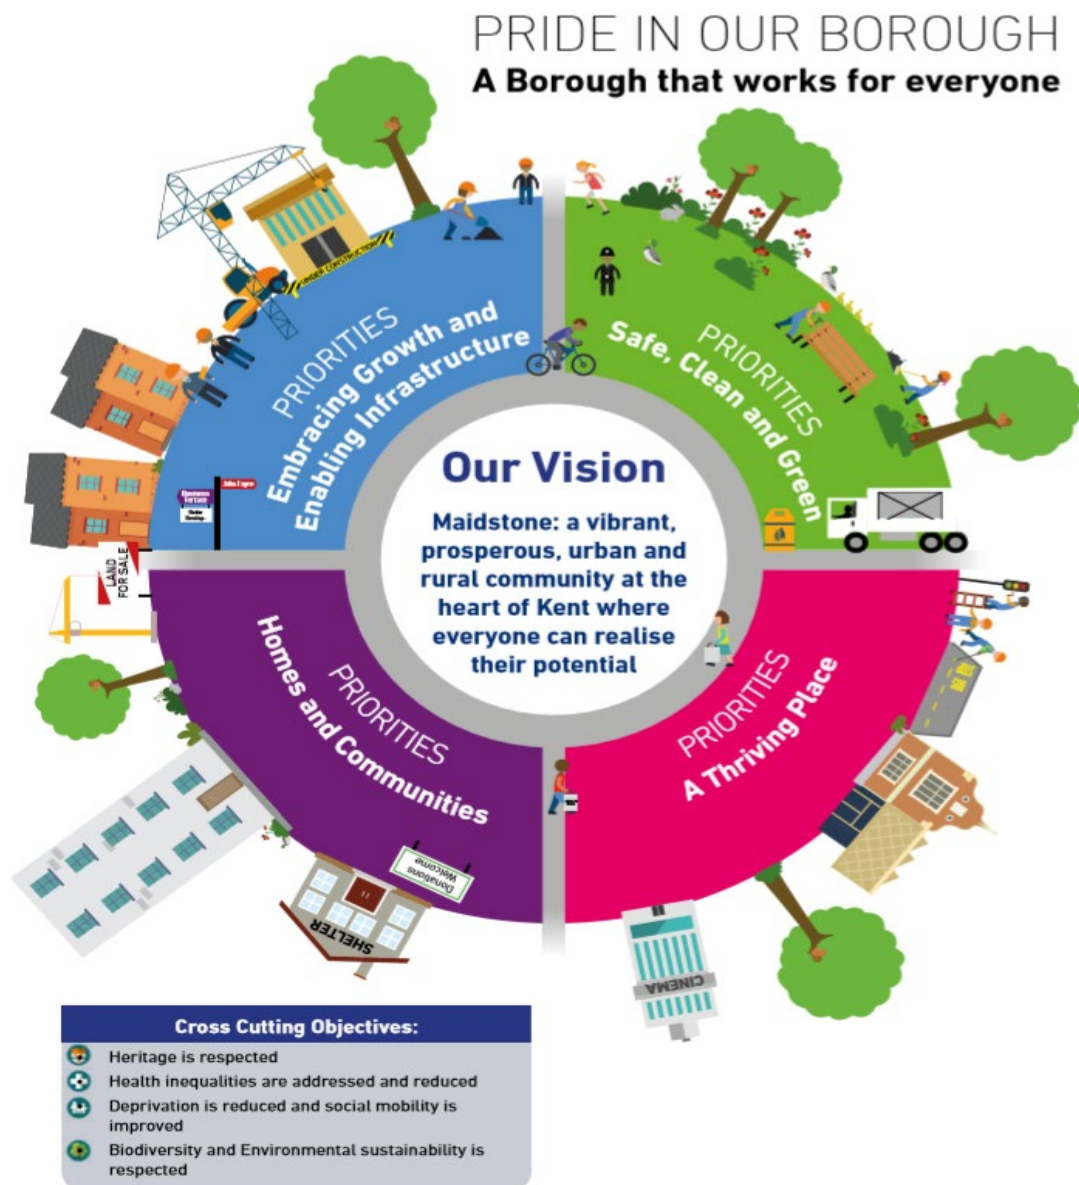 PRIDE IN OUR BOROUGH
A Borough that works for everyone
UNDER CONSTRUCTION
PRIORITIES
Embracing Growth and
Enabling Infrastructure
PRIORITIES
Safe, Clean and Green
Our Vision
Maidstone: a vibrant,
prosperous, urban and
rural community at the
heart of Kent where
everyone can realise
their potential
Business
Terrace
LAND
FOR SALE
PRIORITIES
Homes and Communities
PRIORITIES
A Thriving Place
Donations
Welcome
SHELTER
CINEMA
Cross Cutting Objectives:
Heritage is respected
Health inequalities are addressed and reduced
Deprivation is reduced and social mobility is
improved
Biodiversity and Environmental sustainability is
respected